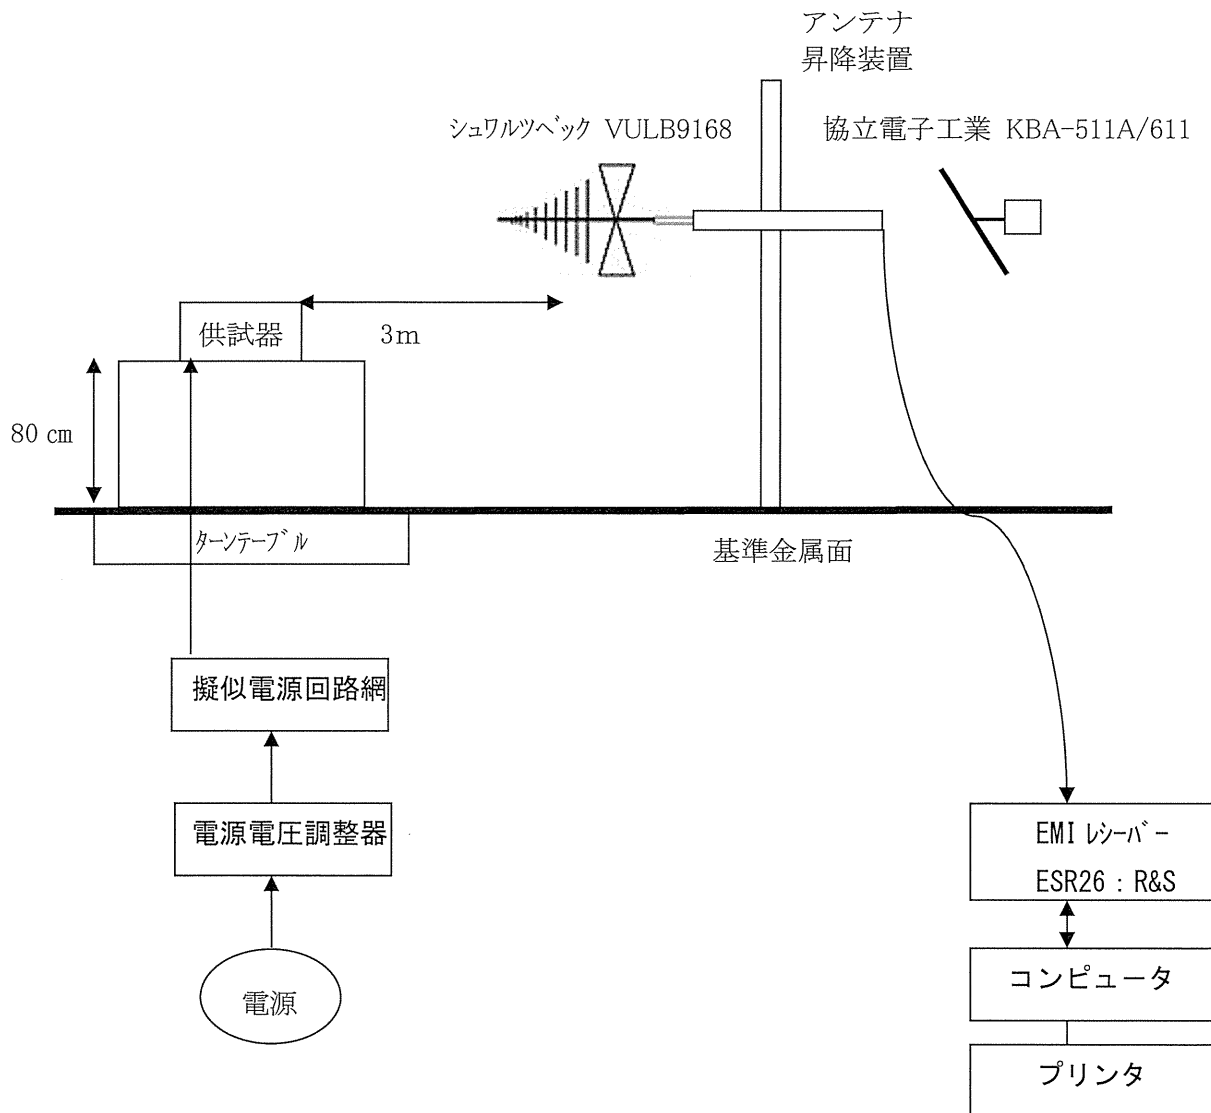 アンテナ
昇降装置
シュワルツベック VULB9168
協立電子工業 KBA-511A/611
供試器
3m
80 cm
ターンテーブル
基準金属面
擬似電源回路網
電源電圧調整器
電源
EMI レシーバー
ESR26：R&S
コンピュータ
プリンタ